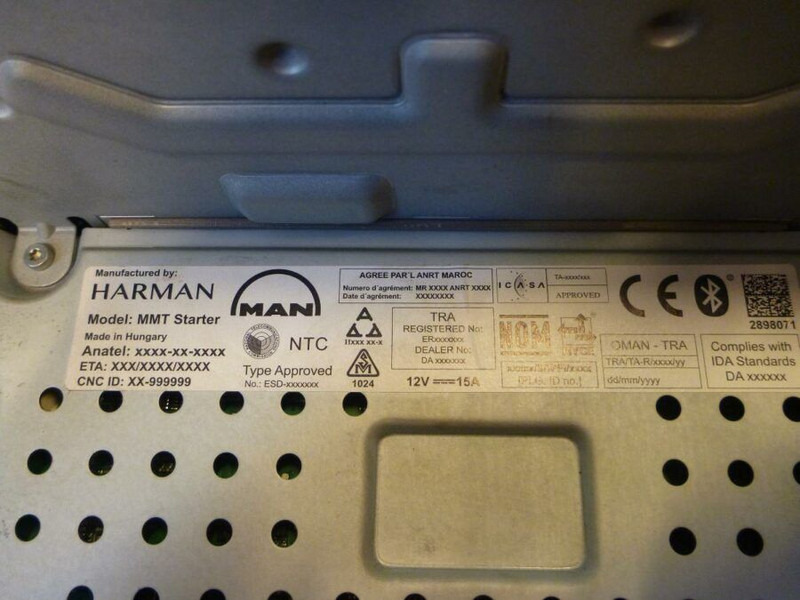 Manufactured by:
HARMAN
Model: MMT Starter
Made in Hungary
Anatel: xxxx-xx-xxxx
ETA: XXX/XXXX/XXXX
CNC ID: XX-999999
MAN
NTC
Type Approved
No.: ESD-xxxxxxx
AGREE PAR´L ANRT MAROC
Numero d´agrément: MR XXXX ANRT XXXX
Date d´agrément: XXXXXXXX
1024
TRA
REGISTERED No:
ERxxxxxxx
DEALER No:
DA xxxxxxx
12V 15A
ICASA
TA-xxxx/xxx
APPROVED
NOM
OMAN - TRA
TRA/TA-R/xxxx/yy
dd/mm/yyyy
CE
2898071
Complies with
IDA Standards
DA xxxxxx